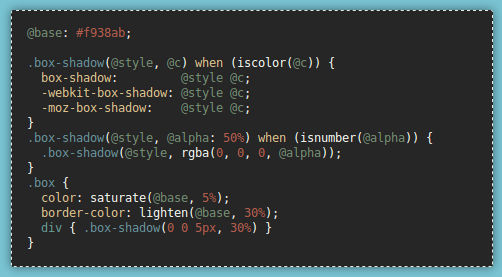 @base: #f938ab;

.box-shadow(@style, @c) when (iscolor(@c)) {
  box-shadow:         @style @c;
  -webkit-box-shadow: @style @c;
  -moz-box-shadow:    @style @c;
}
.box-shadow(@style, @alpha: 50%) when (isnumber(@alpha)) {
  .box-shadow(@style, rgba(0, 0, 0, @alpha));
}
.box {
  color: saturate(@base, 5%);
  border-color: lighten(@base, 30%);
  div { .box-shadow(0 0 5px, 30%) }
}